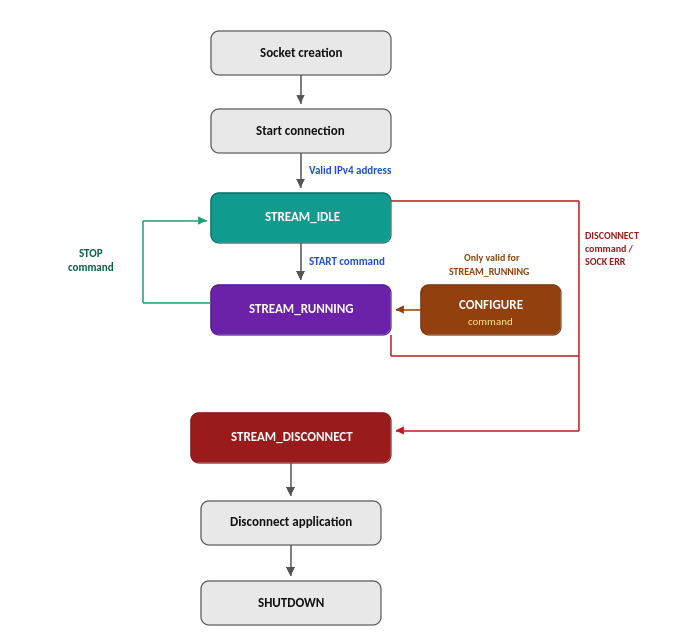 Socket creation
Start connection
Valid IPv4 address
STREAM_IDLE
DISCONNECT
command /
SOCK ERR
STOP
command
START command
Only valid for
STREAM_RUNNING
STREAM_RUNNING
CONFIGURE
command
STREAM_DISCONNECT
Disconnect application
SHUTDOWN